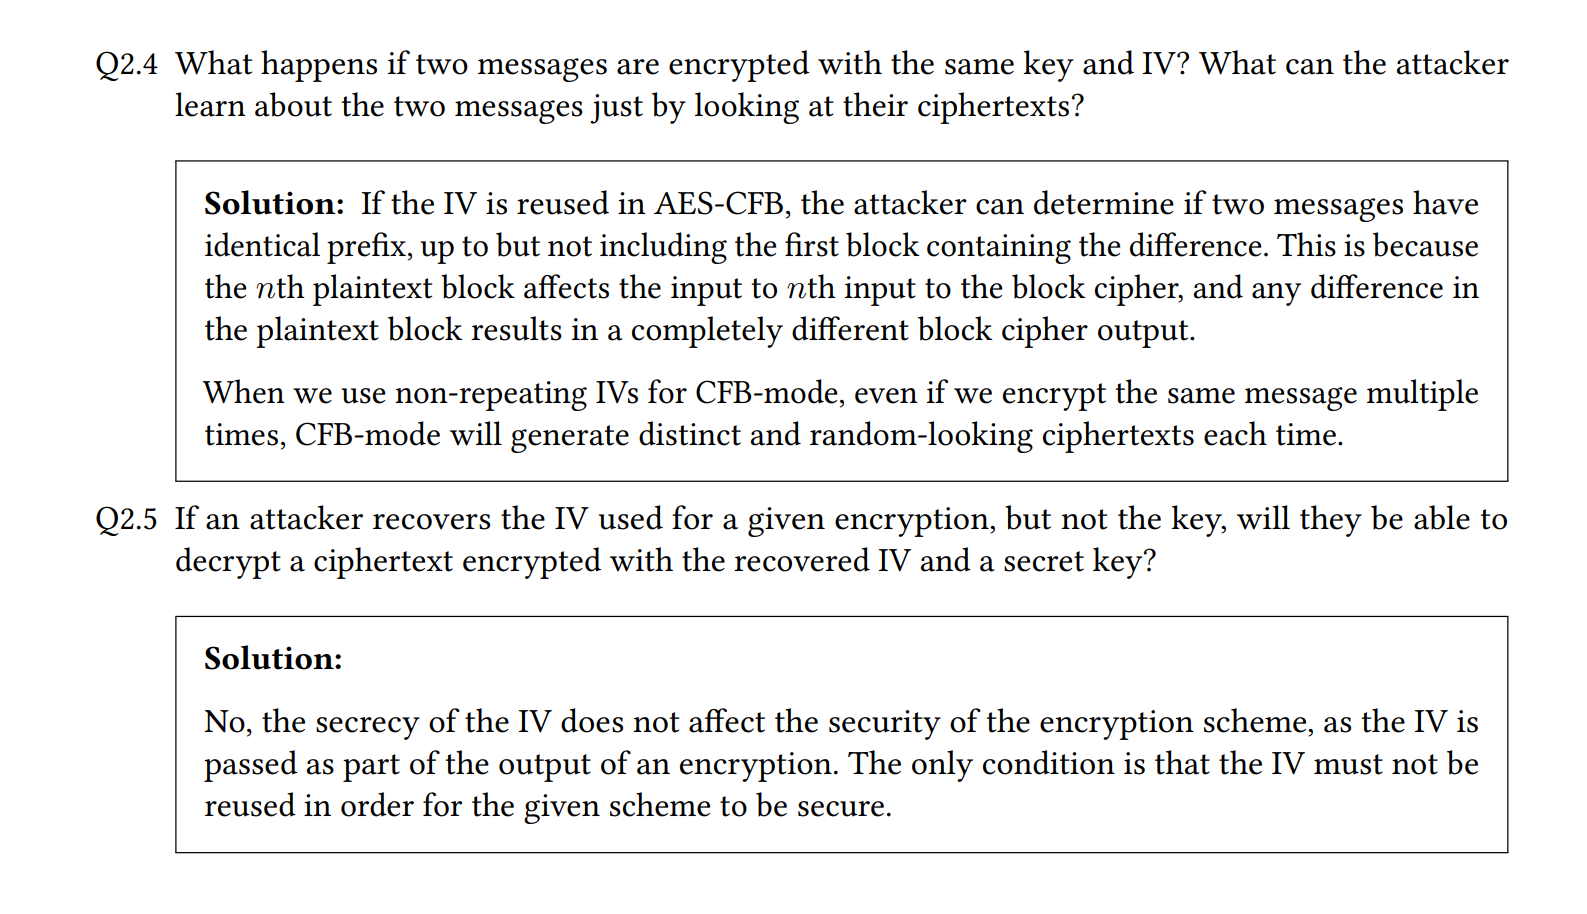 Q2.4 What happens if two messages are encrypted with the same key and IV? What can the attacker
learn about the two messages just by looking at their ciphertexts?
Solution: If the IV is reused in AES-CFB, the attacker can determine if two messages have
identical prefix, up to but not including the first block containing the difference. This is because
the nth plaintext block affects the input to nth input to the block cipher, and any difference in
the plaintext block results in a completely different block cipher output.
When we use non-repeating IVs for CFB-mode, even if we encrypt the same message multiple
times, CFB-mode will generate distinct and random-looking ciphertexts each time.
Q2.5 If an attacker recovers the IV used for a given encryption, but not the key, will they be able to
decrypt a ciphertext encrypted with the recovered IV and a secret key?
Solution:
No, the secrecy of the IV does not affect the security of the encryption scheme, as the IV is
passed as part of the output of an encryption. The only condition is that the IV must not be
reused in order for the given scheme to be secure.